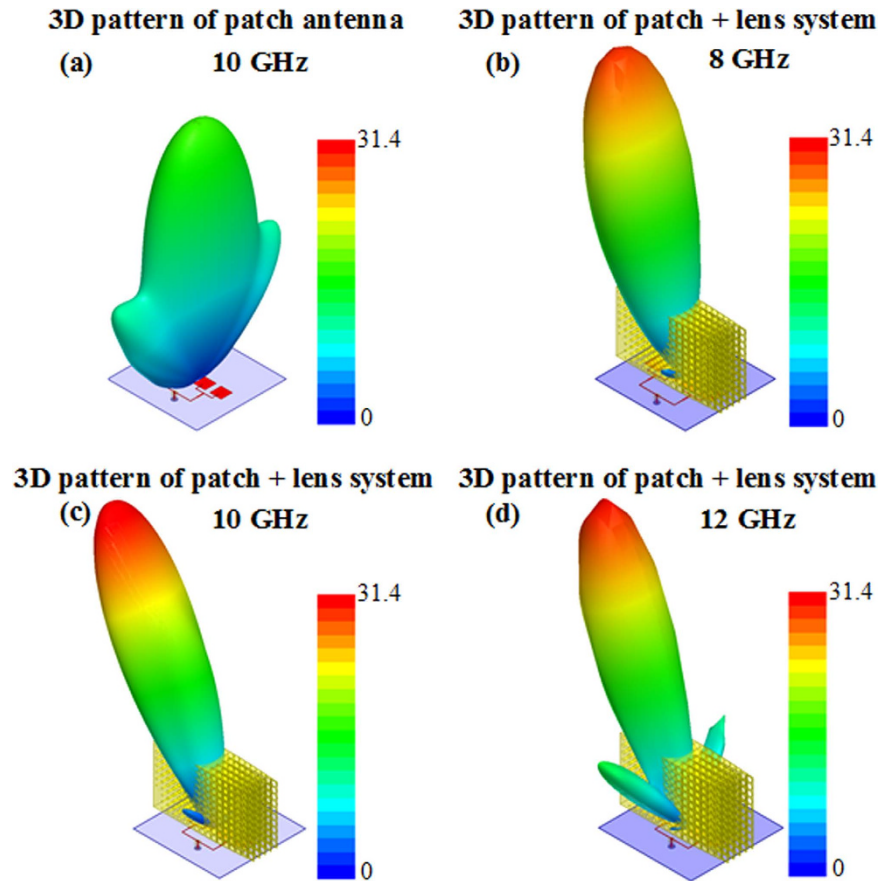 3D pattern of patch antenna
(a) 10 GHz
31.4
0
3D pattern of patch + lens system
(b) 8 GHz
31.4
0
3D pattern of patch + lens system
(c) 10 GHz
31.4
0
3D pattern of patch + lens system
(d) 12 GHz
31.4
0